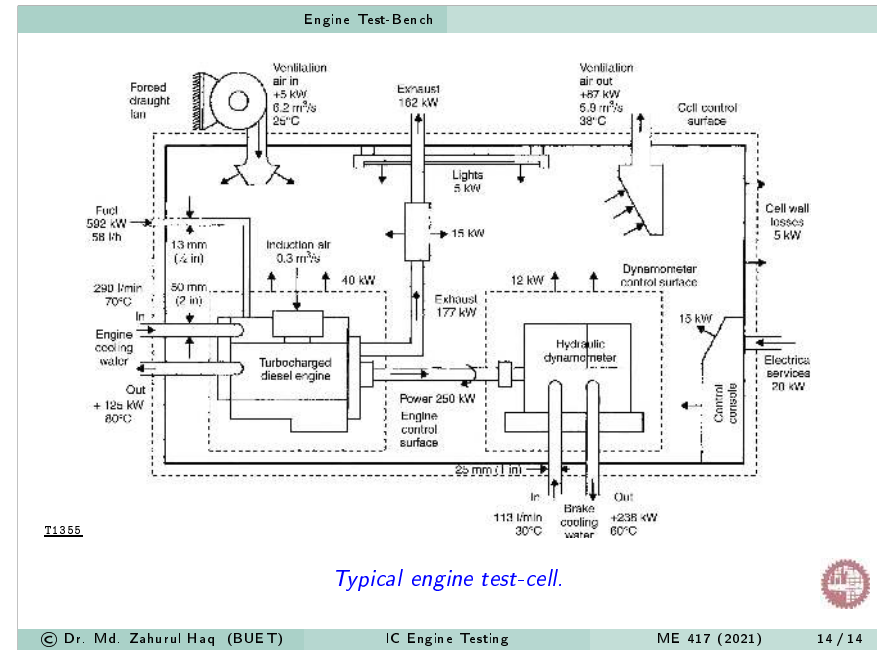 Engine Test-Bench
Forced
draught
fan
Ventilation
air in
+5 kW
6.2 m³/s
25°C
Exhaust
162 kW
Ventilation
air out
+87 kW
5.9 m³/s
38°C
Cell control
surface
Lights
5 kW
Fuel
592 kW
58 l/h
13 mm
(½ in)
Induction air
0.3 m³/s
15 kW
Cell wall
losses
5 kW
290 l/min
70°C
In
50 mm
(2 in)
40 kW
Exhaust
177 kW
12 kW
Dynamometer
control surface
Engine
cooling
water
Turbocharged
diesel engine
Hydraulic
dynamometer
15 kW
Electrica
services
20 kW
Out
+ 125 kW
80°C
Power 250 kW
Engine
control
surface
Control
console
25 mm (1 in)
In
113 l/min
30°C
Brake
cooling
water
Out
+238 kW
60°C
T1355
Typical engine test-cell.
© Dr. Md. Zahurul Haq (BUET)
IC Engine Testing
ME 417 (2021)
14 / 14